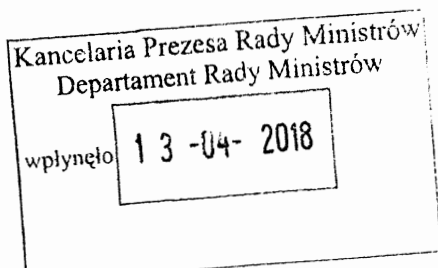 Kancelaria Prezesa Rady Ministrów
Departament Rady Ministrów
wpłynęło 13 -04- 2018